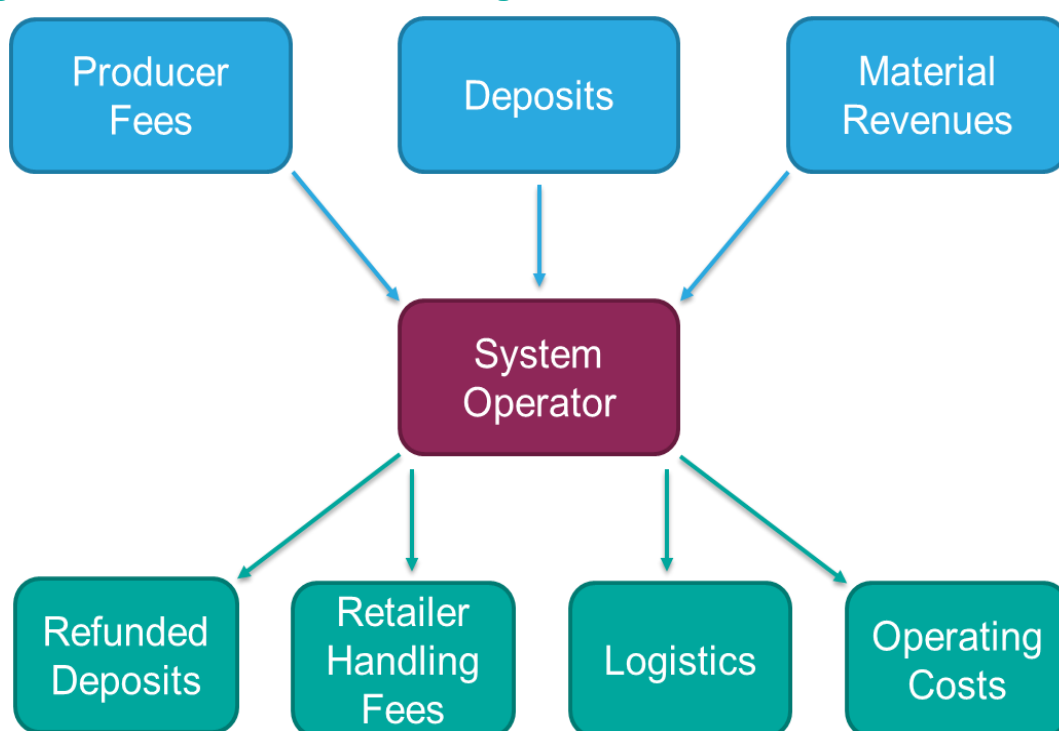 Producer
Fees
Deposits
Material
Revenues
System
Operator
Refunded
Deposits
Retailer
Handling
Fees
Logistics
Operating
Costs